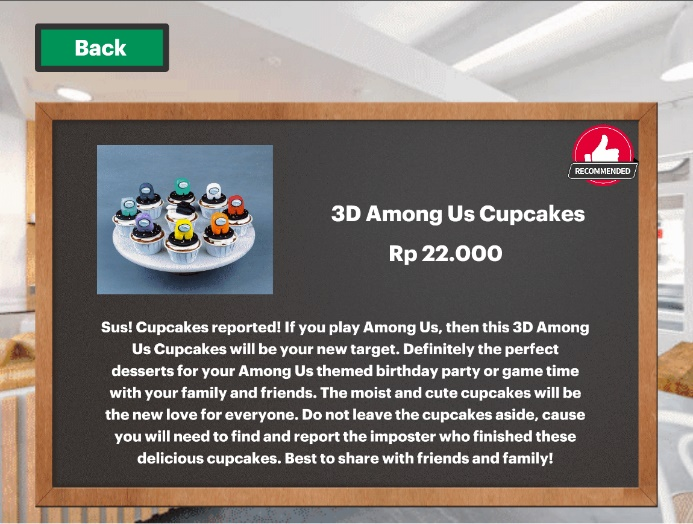 Back
RECOMMENDED
3D Among Us Cupcakes
Rp 22.000
Sus! Cupcakes reported! If you play Among Us, then this 3D Among
Us Cupcakes will be your new target. Definitely the perfect
desserts for your Among Us themed birthday party or game time
with your family and friends. The moist and cute cupcakes will be
the new love for everyone. Do not leave the cupcakes aside, cause
you will need to find and report the imposter who finished these
delicious cupcakes. Best to share with friends and family!